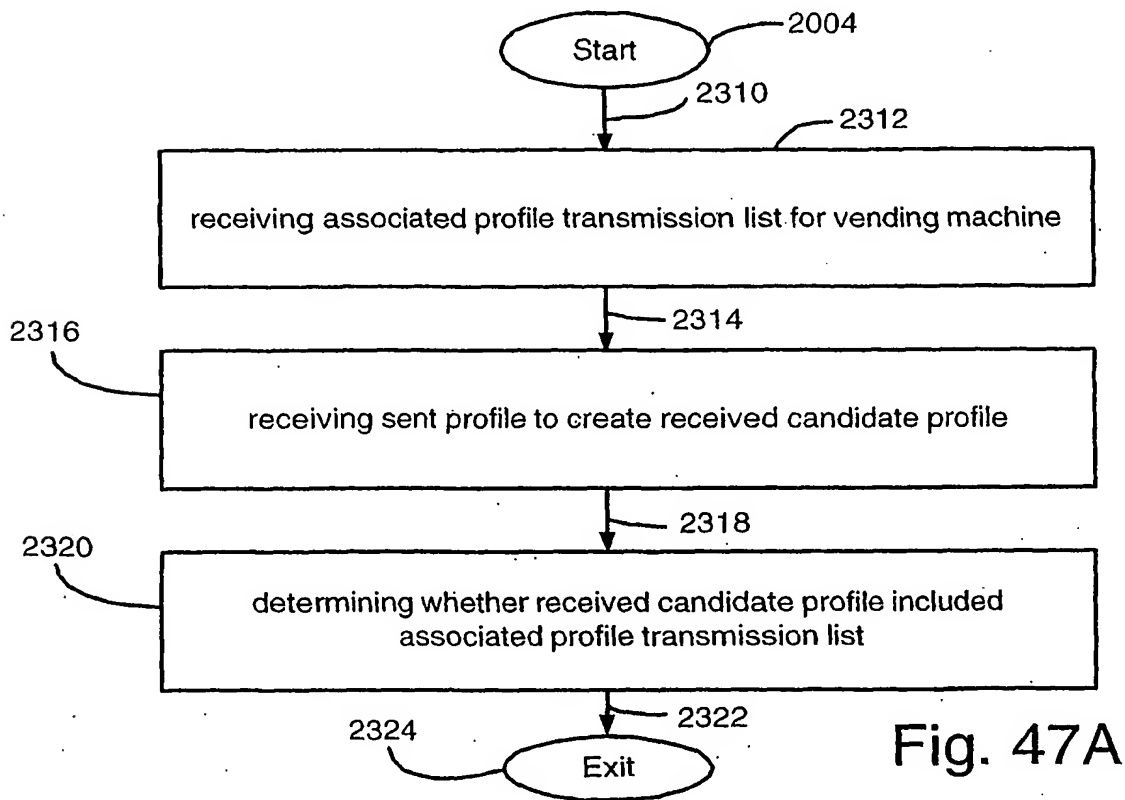 Start
2004
2310
2312
receiving associated profile transmission list for vending machine
2314
2316
receiving sent profile to create received candidate profile
2318
2320
determining whether received candidate profile included
associated profile transmission list
2322
2324
Exit
Fig. 47A